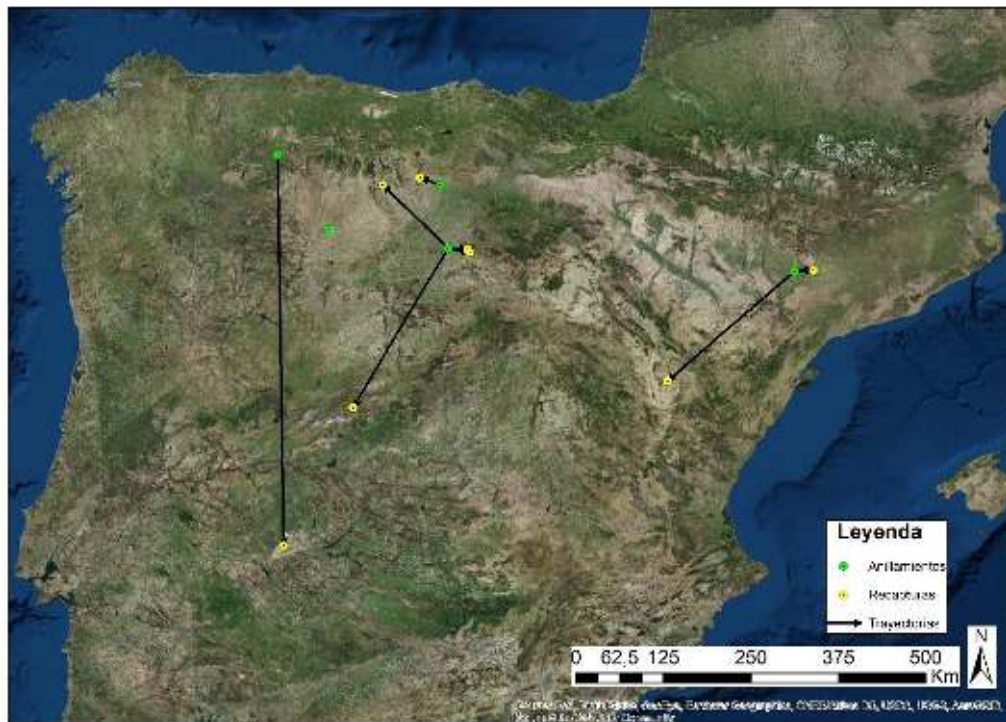 Leyenda
Anillamientos
Recapturas
Trayectorias
N
0 62,5 125 250 375 500
Km